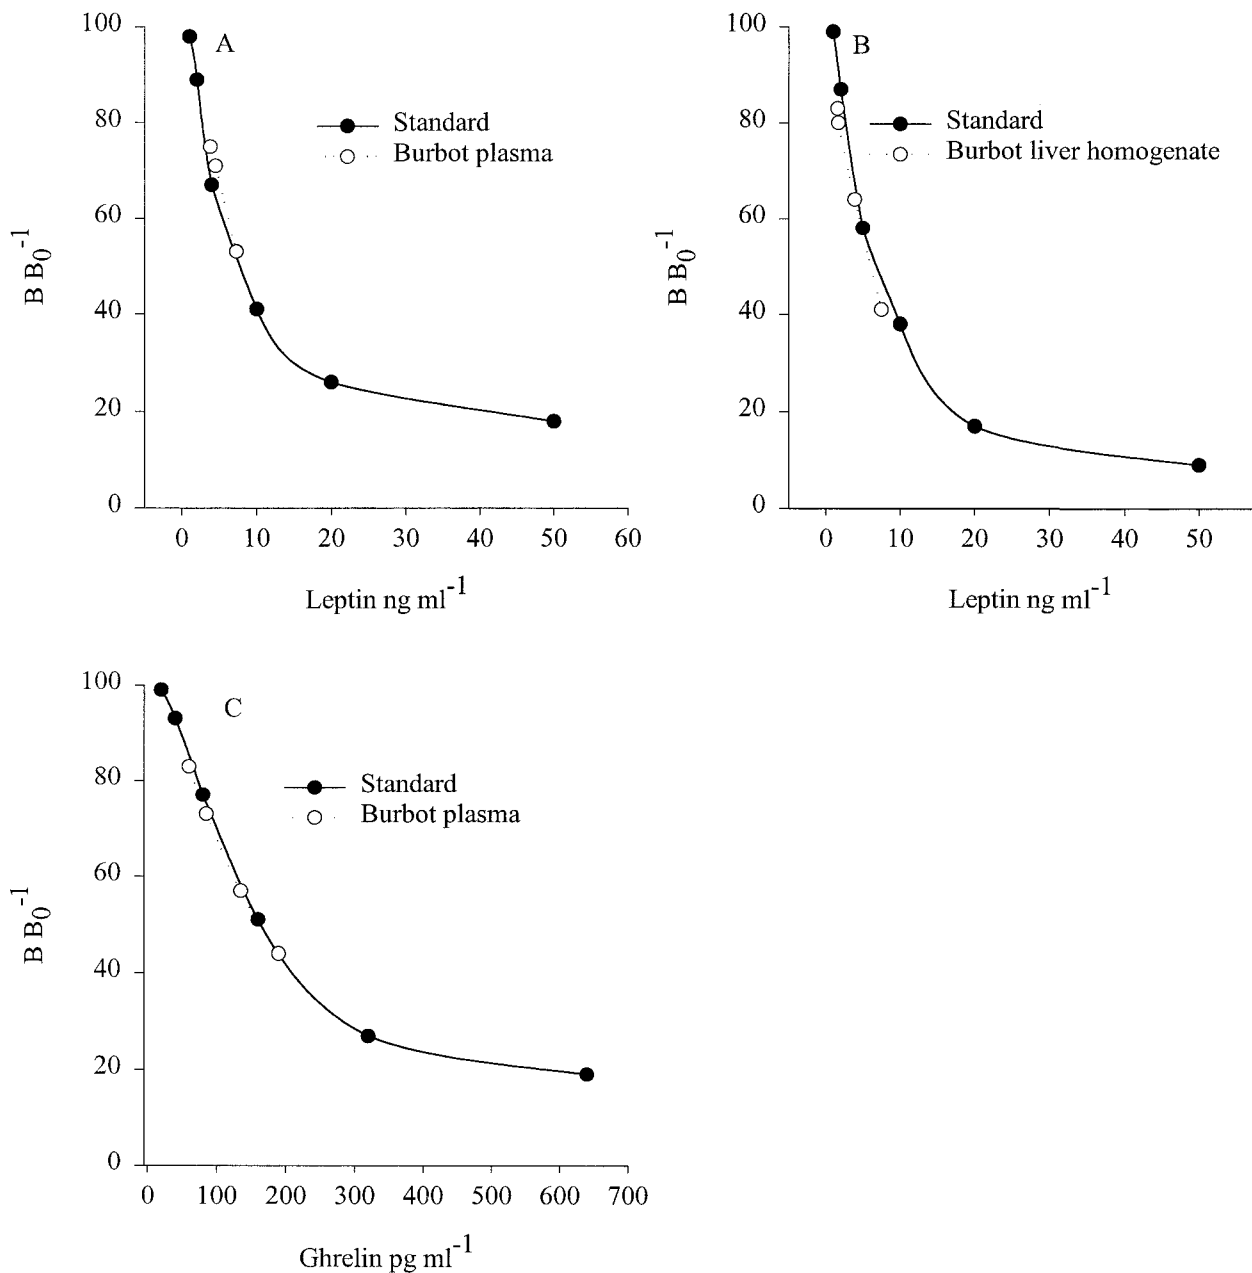 A
100
80
60
40
20
0
B B0-1
Standard
Burbot plasma
0 10 20 30 40 50 60
Leptin ng ml-1
B
100
80
60
40
20
0
B B0-1
Standard
Burbot liver homogenate
0 10 20 30 40 50
Leptin ng ml-1
C
100
80
60
40
20
0
B B0-1
Standard
Burbot plasma
0 100 200 300 400 500 600 700
Ghrelin pg ml-1